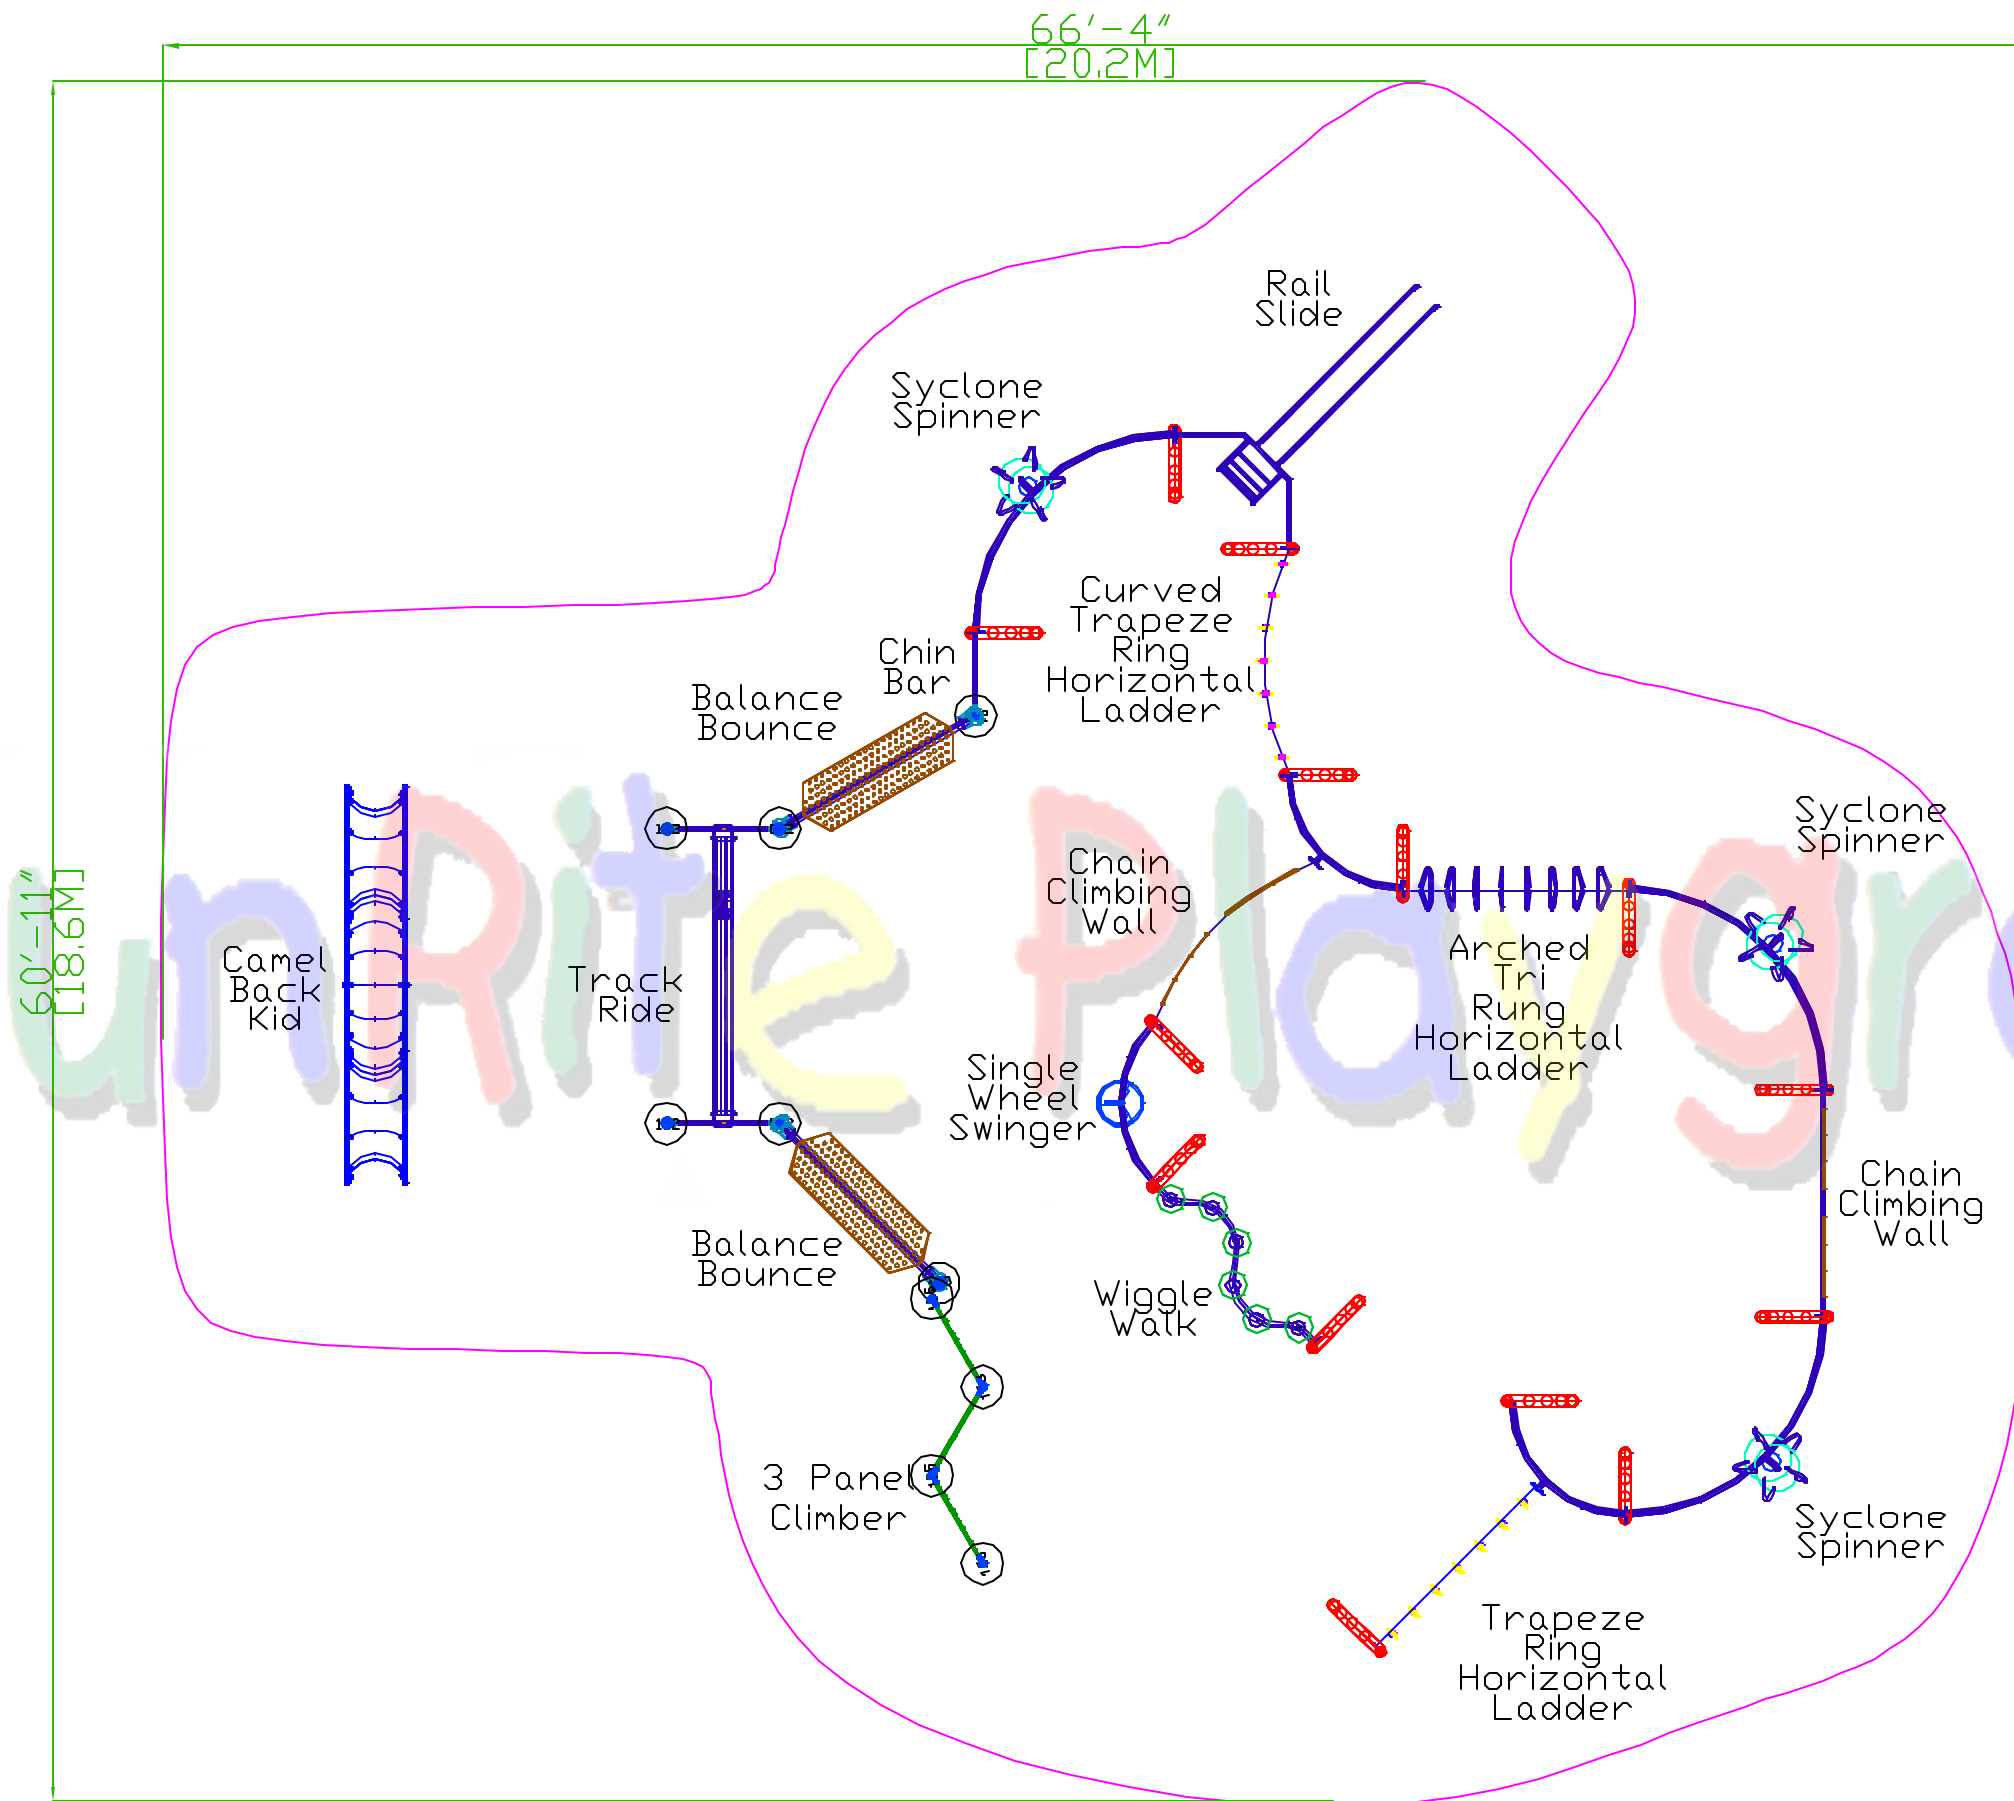 66'-4"
[20.2M]
60'-11"
[18.6M]
Rail
Slide
Syclone
Spinner
Curved
Trapeze
Ring
Horizontal
Ladder
Chin
Bar
Balance
Bounce
Syclone
Spinner
Chain
Climbing
Wall
Camel
Back
Kid
Track
Ride
Arched
Tri
Rung
Horizontal
Ladder
Single
Wheel
Swinger
Chain
Climbing
Wall
Balance
Bounce
Wiggle
Walk
3 Panel
Climber
Syclone
Spinner
Trapeze
Ring
Horizontal
Ladder
unRite Playgr